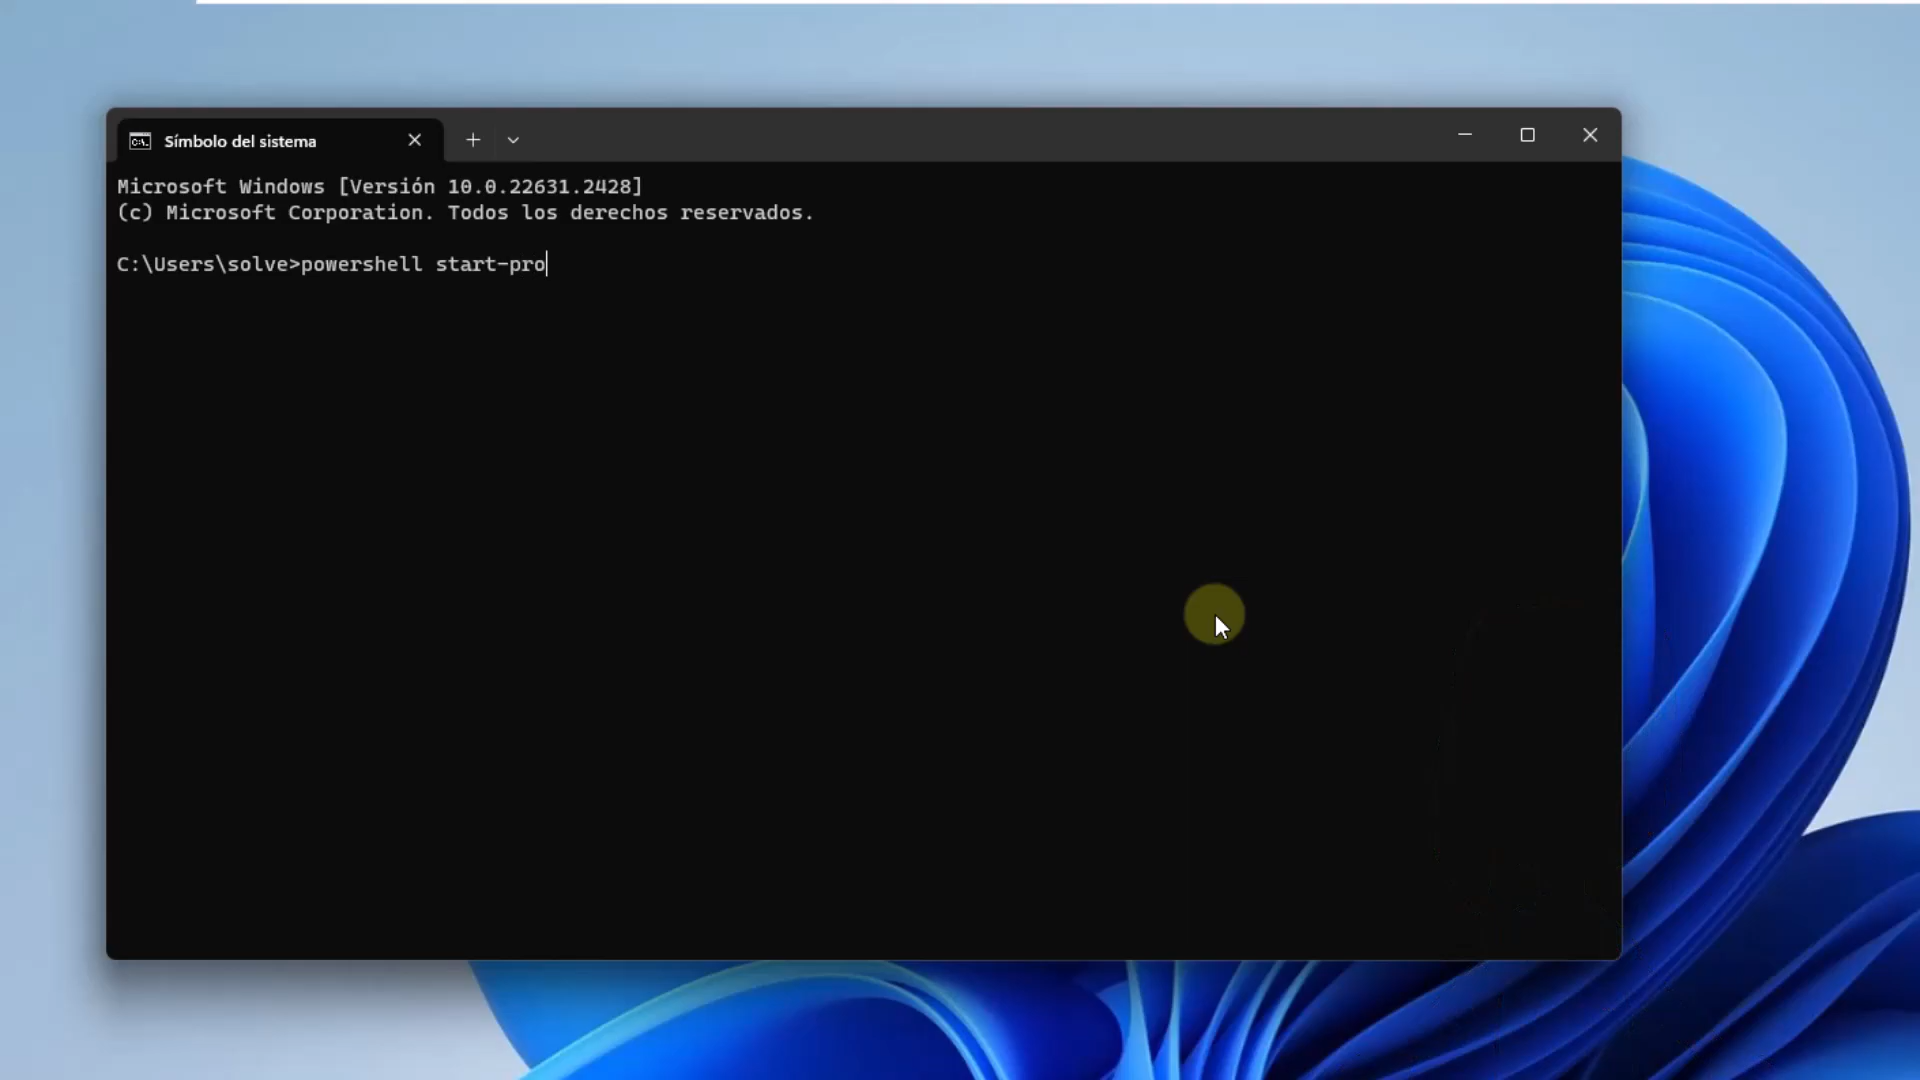 Símbolo del sistema
Microsoft Windows [Versión 10.0.22631.2428]
(c) Microsoft Corporation. Todos los derechos reservados.
C:\Users\solve>powershell start-pro